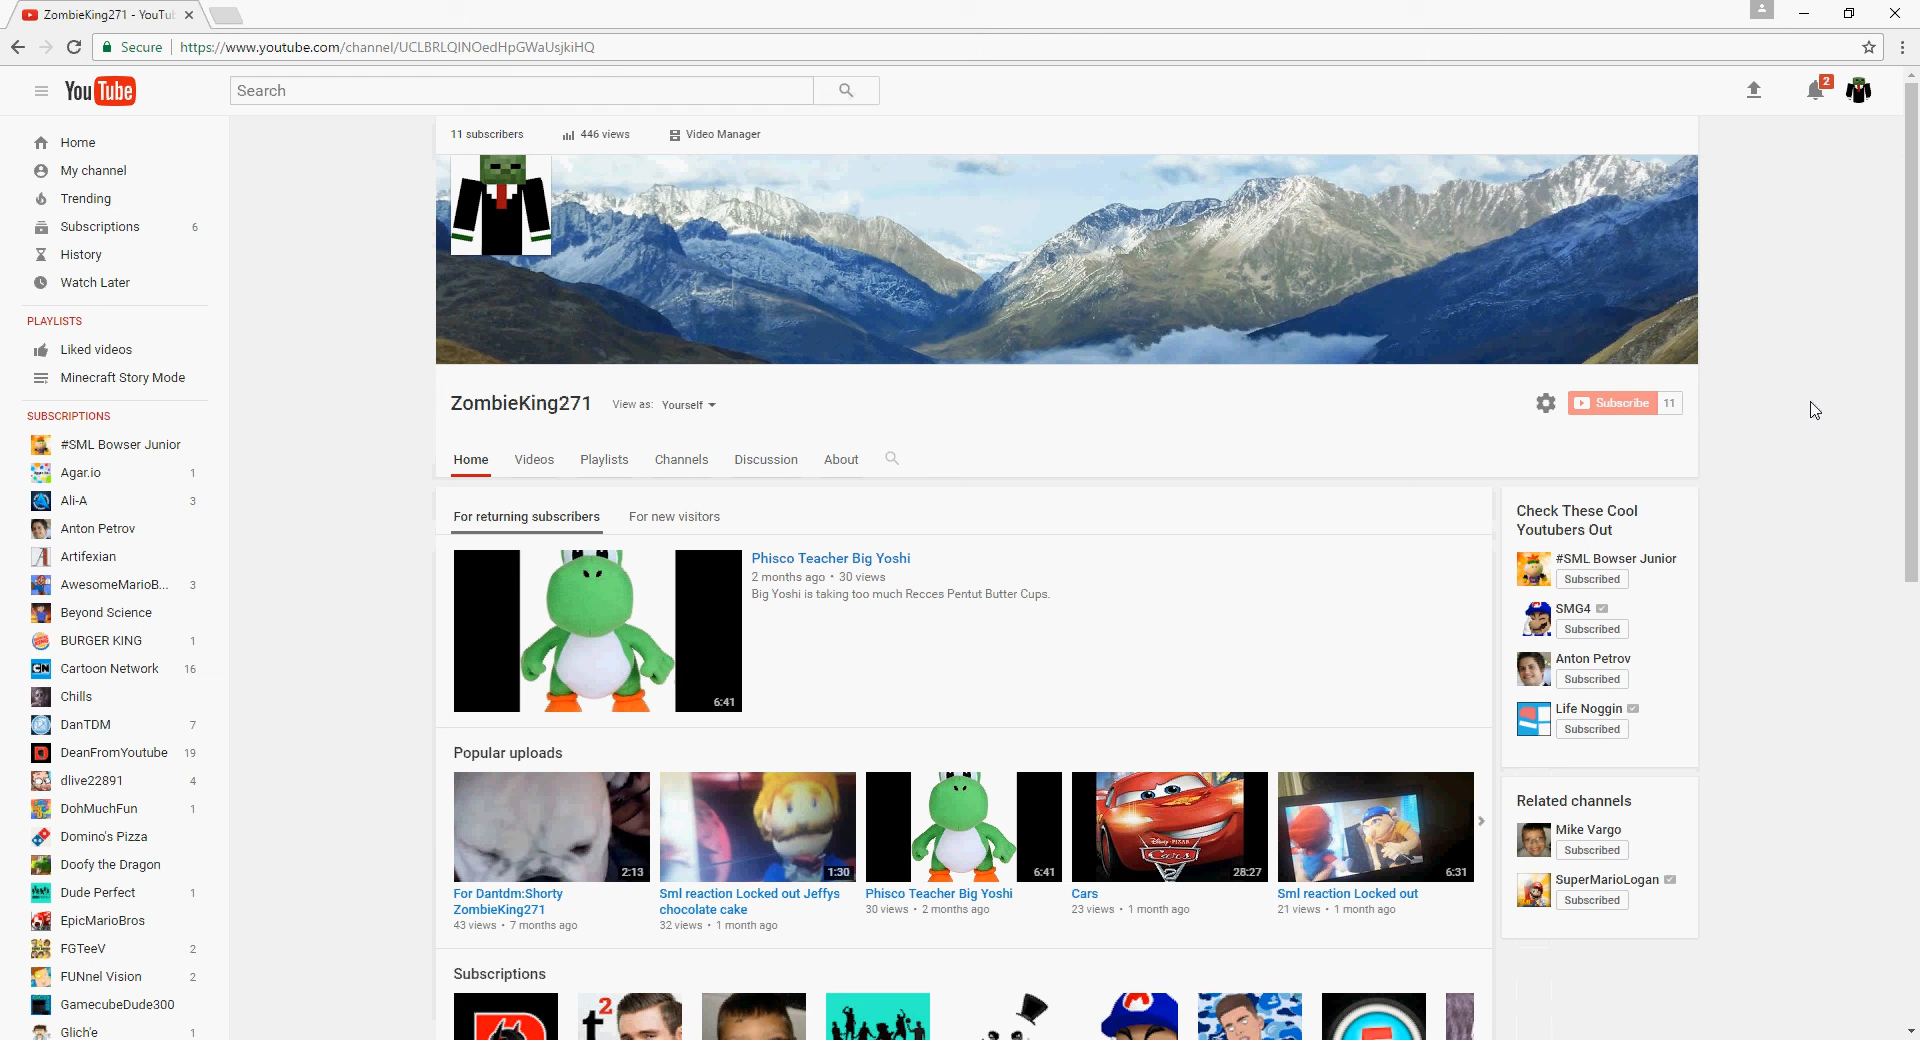 ZombieKing271 - YouTu
Secure
https://www.youtube.com/channel/UCLBRLQINOedHpGWaUsjkiHQ
YouTube
Search
2
11 subscribers
446 views
Video Manager
Home
My channel
Trending
Subscriptions 6
History
Watch Later
PLAYLISTS
Liked videos
Minecraft Story Mode
SUBSCRIPTIONS
#SML Bowser Junior
Agar.io 1
Ali-A 3
Anton Petrov
Artifexian
AwesomeMarioB... 3
Beyond Science
BURGER KING 1
Cartoon Network 16
Chills
DanTDM 7
DeanFromYoutube 19
dlive22891 4
DohMuchFun 1
Domino's Pizza
Doofy the Dragon
Dude Perfect 1
EpicMarioBros
FGTeeV 2
FUNnel Vision 2
GamecubeDude300
Glich'e 1
ZombieKing271
View as: Yourself
Subscribe 11
Home Videos Playlists Channels Discussion About
For returning subscribers
For new visitors
6:41
Phisco Teacher Big Yoshi
2 months ago • 30 views
Big Yoshi is taking too much Recces Pentut Butter Cups.
Popular uploads
2:13
For Dantdm:Shorty
ZombieKing271
43 views • 7 months ago
1:30
Sml reaction Locked out Jeffys
chocolate cake
32 views • 1 month ago
6:41
Phisco Teacher Big Yoshi
30 views • 2 months ago
Disney PIXAR
Cars
2
28:27
Cars
23 views • 1 month ago
6:31
Sml reaction Locked out
21 views • 1 month ago
Subscriptions
t2
Check These Cool
Youtubers Out
#SML Bowser Junior
Subscribed
SMG4
Subscribed
Anton Petrov
Subscribed
Life Noggin
Subscribed
Related channels
Mike Vargo
Subscribed
SuperMarioLogan
Subscribed